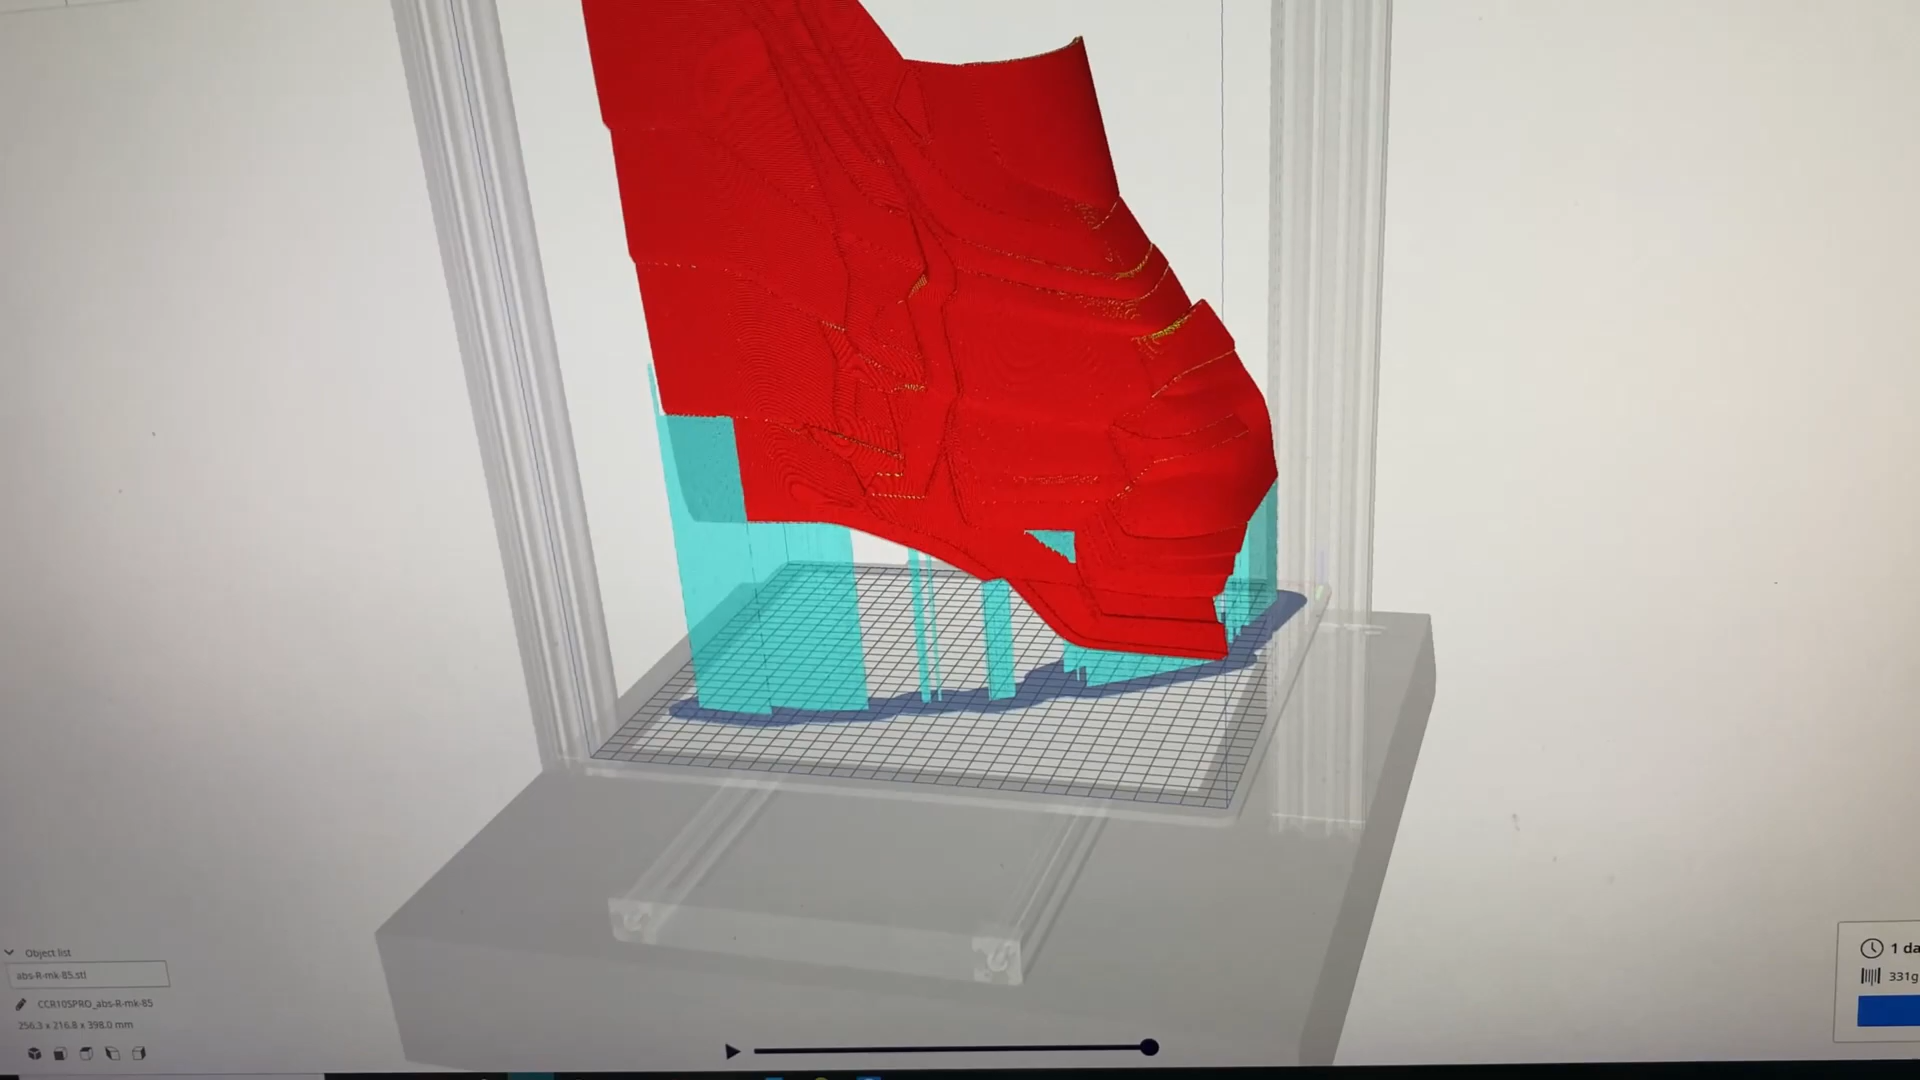 Object list
abs-R-mk-85.stl
CCR10SPRO_abs-R-mk-85
256.3 x 216.8 x 398.0 mm
1 da
331g